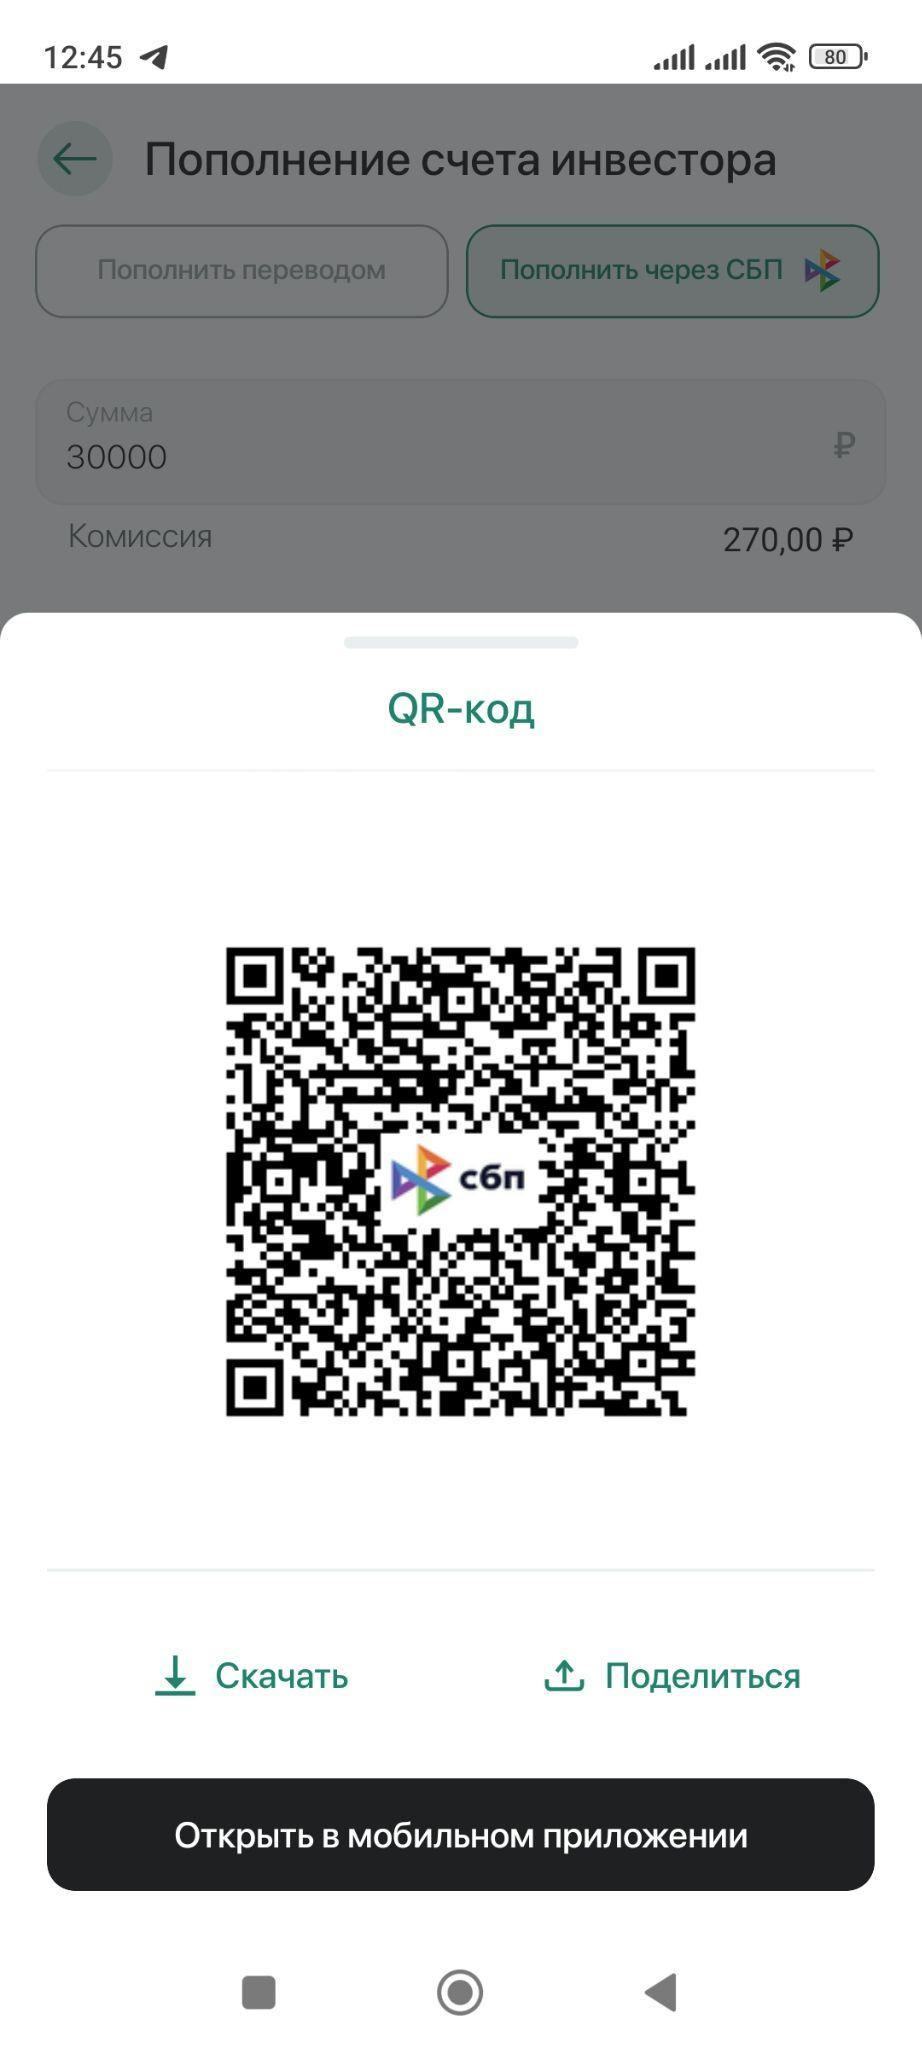 12:45
80
Пополнение счета инвестора
Пополнить переводом
Пополнить через СБП
Сумма
30000 ₽
Комиссия 270,00 ₽
QR-код
сбп
Скачать
Поделиться
Открыть в мобильном приложении